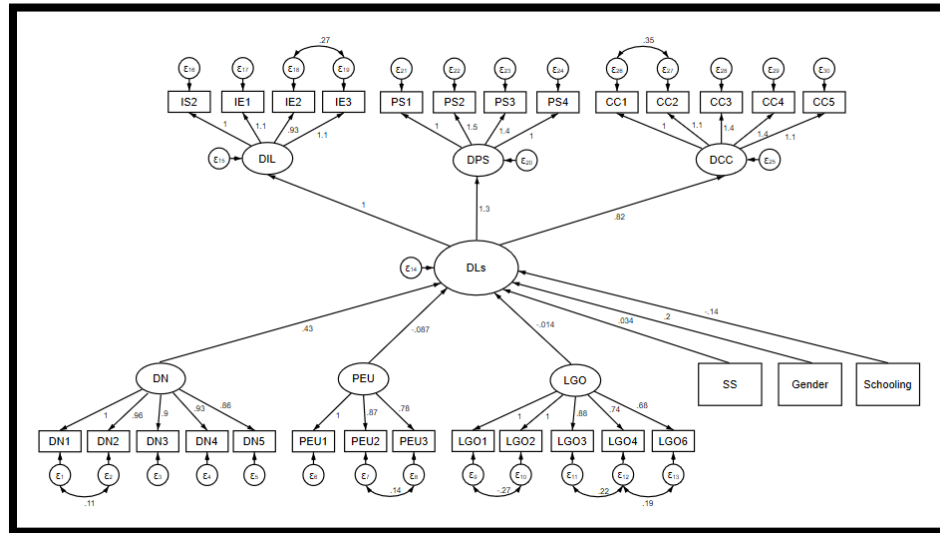 .27 .35
ε16 ε17 ε18 ε19 ε21 ε22 ε23 ε24 ε26 ε27 ε28 ε29 ε30
IS2 IE1 IE2 IE3 PS1 PS2 PS3 PS4 CC1 CC2 CC3 CC4 CC5
1 1.1 .93 1.1 1 1.5 1.4 1 1 1.1 1.4 1.4 1.1
ε15 DIL DPS ε20 DCC ε25
1 1.3 .82
ε14 DLs
.43 -.087 -.014 .034 .2 -.14
DN PEU LGO SS Gender Schooling
1 .96 .9 .93 .86 1 .87 .78 1 1 .88 .74 .68
DN1 DN2 DN3 DN4 DN5 PEU1 PEU2 PEU3 LGO1 LGO2 LGO3 LGO4 LGO6
ε1 ε2 ε3 ε4 ε5 ε6 ε7 ε8 ε9 ε10 ε11 ε12 ε13
.11 .14 -.27 .22 .19